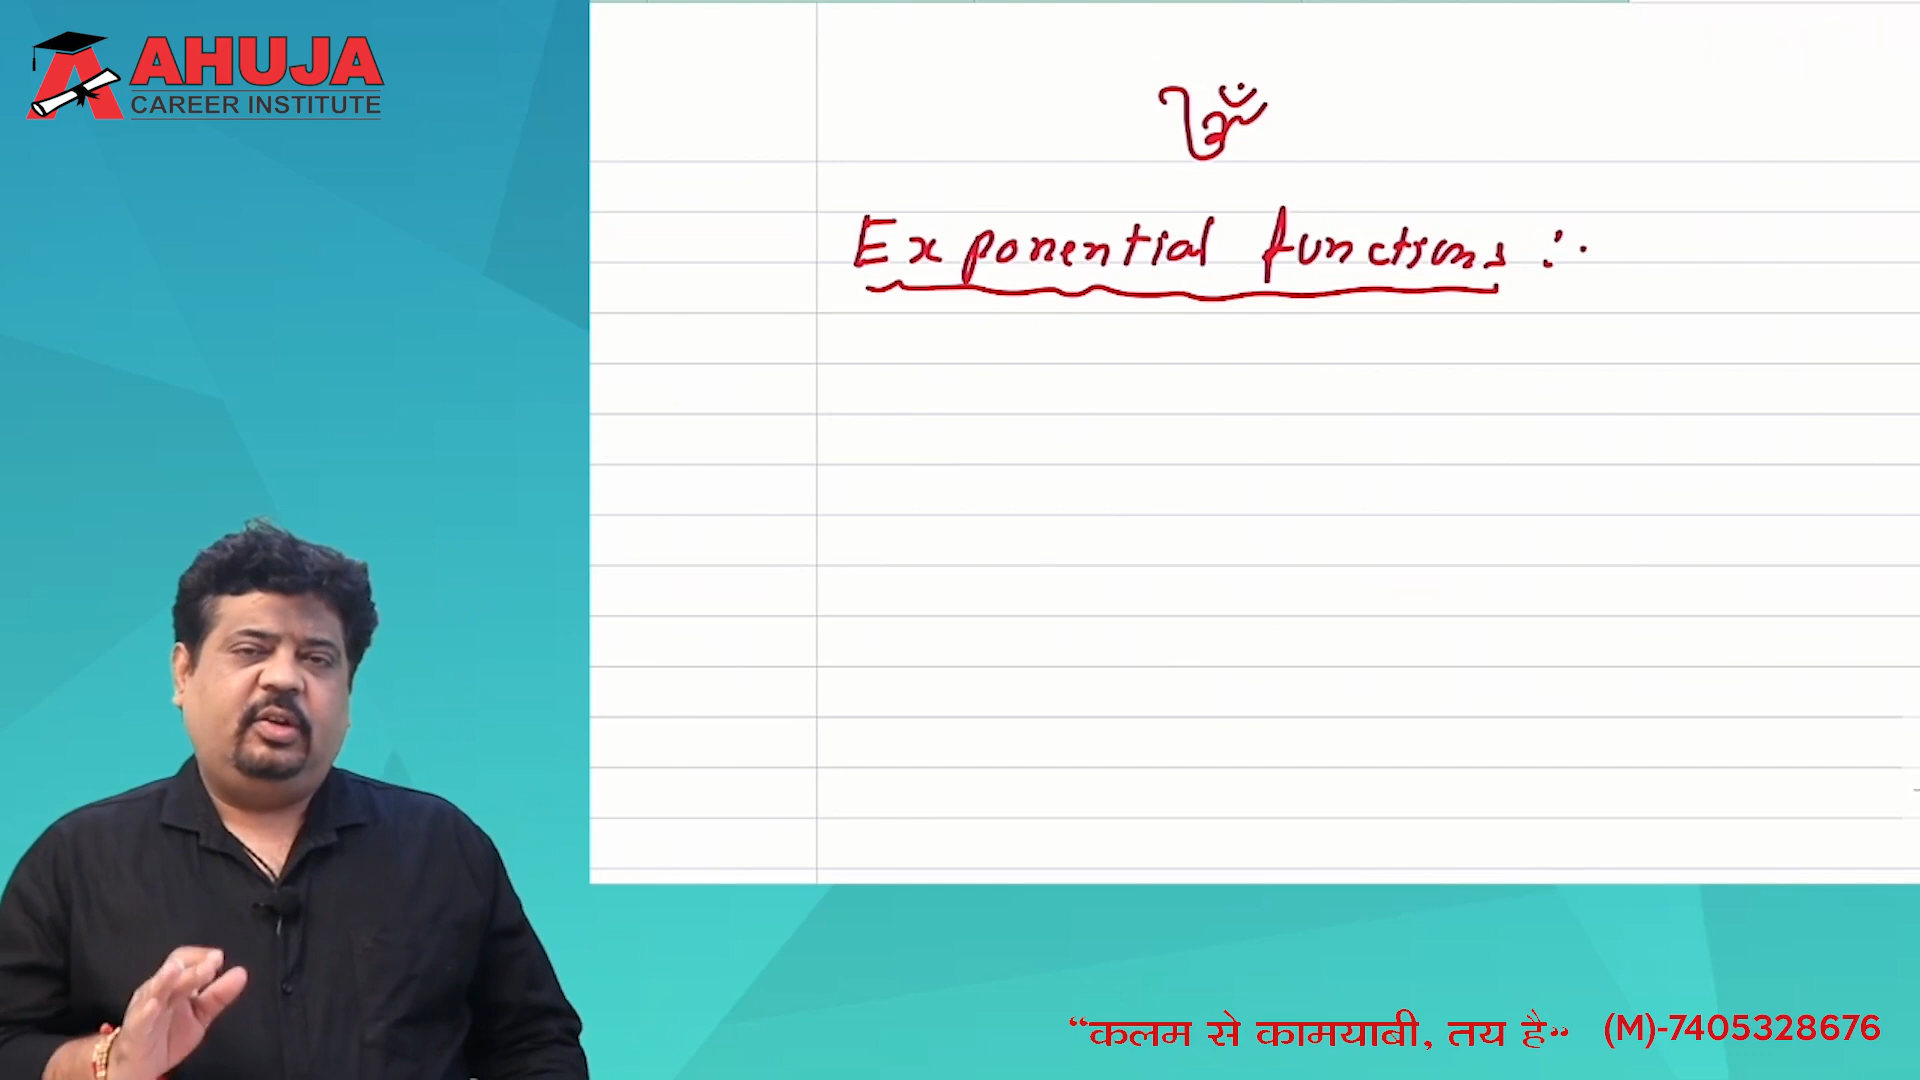 AHUJA
CAREER INSTITUTE
ॐ
Exponential functions :-
“कलम से कामयाबी, तय है” (M)-7405328676